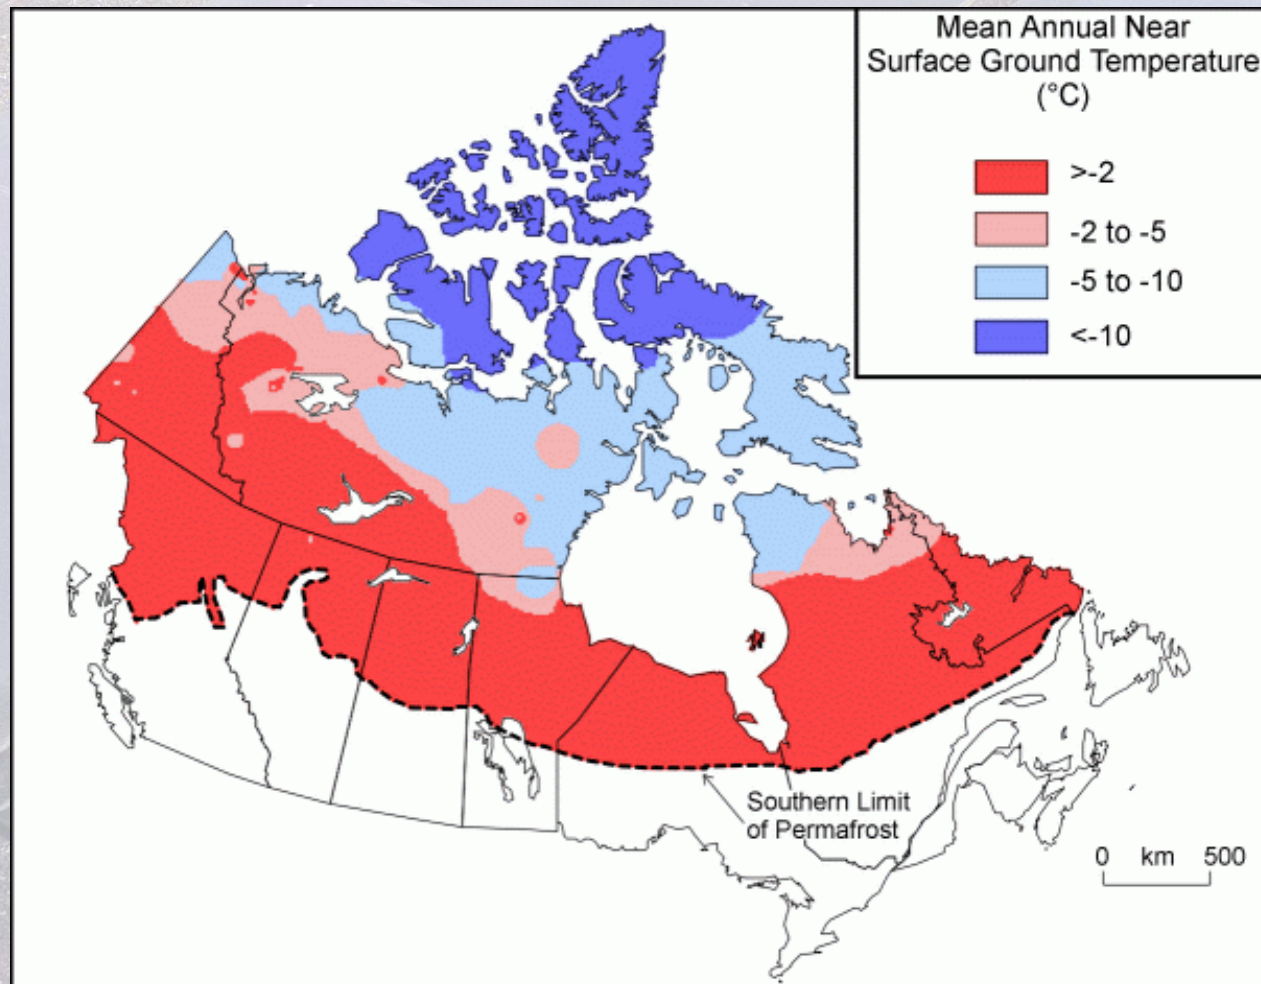 Mean Annual Near
Surface Ground Temperature
(°C)
>-2
-2 to -5
-5 to -10
<-10
Southern Limit
of Permafrost
0 km 500